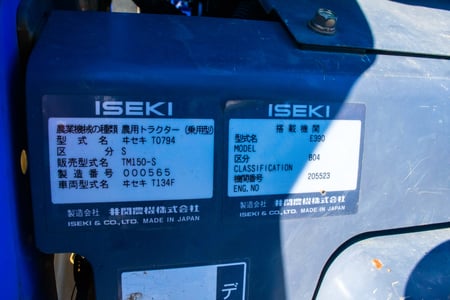 ISEKI
農業機械の種類 農用トラクター (乗用型)
型式名 ヰセキ TO794
区分 S
販売型式名 TM150-S
製造番号 000565
車両型式名 ヰセキ T134F
製造会社 井関農機株式会社
ISEKI & CO., LTD. MADE IN JAPAN
ISEKI
搭載機関
型式名 E390
MODEL
区分 B04
CLASSIFICATION
機関番号 205523
ENG.NO
製造会社 井関農機株式会社
ISEKI & CO., LTD. MADE IN JAPAN
デ